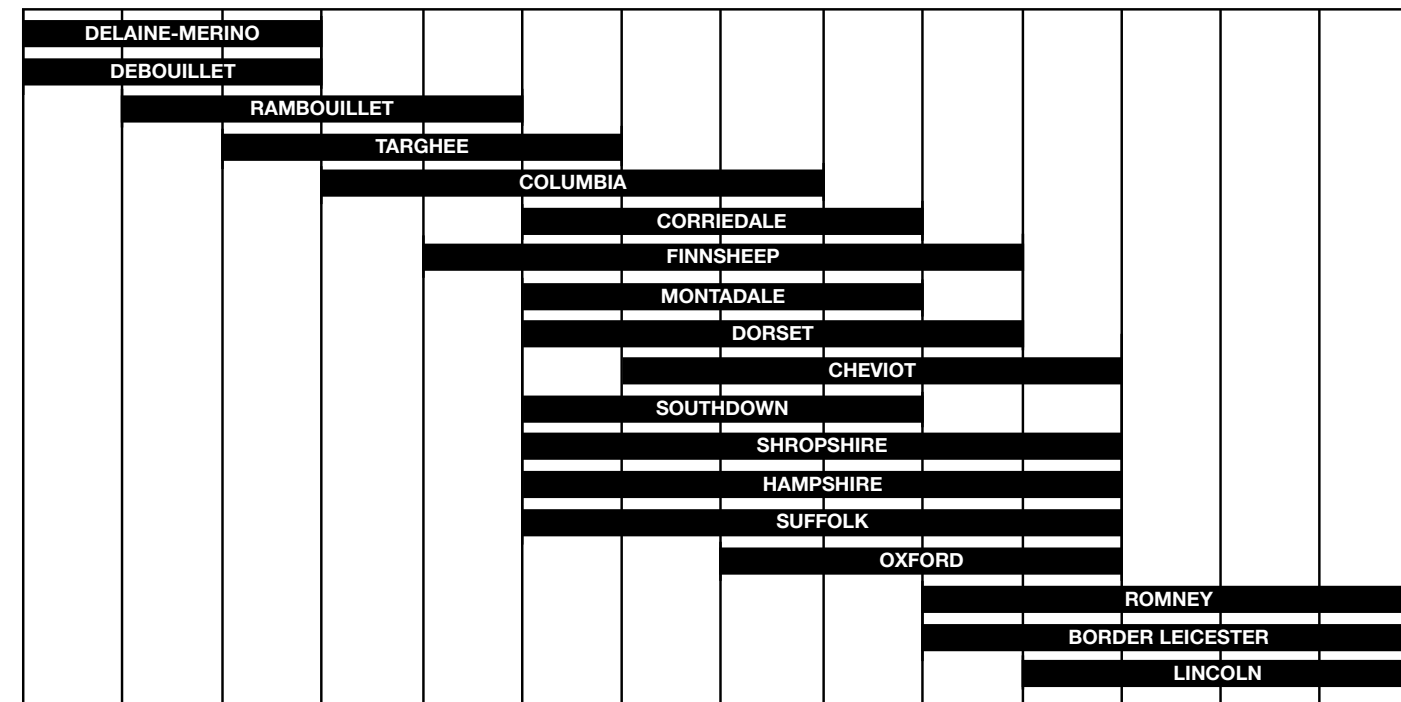 DELAINE-MERINO
DEBOUILLET
RAMBOUILLET
TARGHEE
COLUMBIA
CORRIEDALE
FINNSHEEP
MONTADALE
DORSET
CHEVIOT
SOUTHDOWN
SHROPSHIRE
HAMPSHIRE
SUFFOLK
OXFORD
ROMNEY
BORDER LEICESTER
LINCOLN